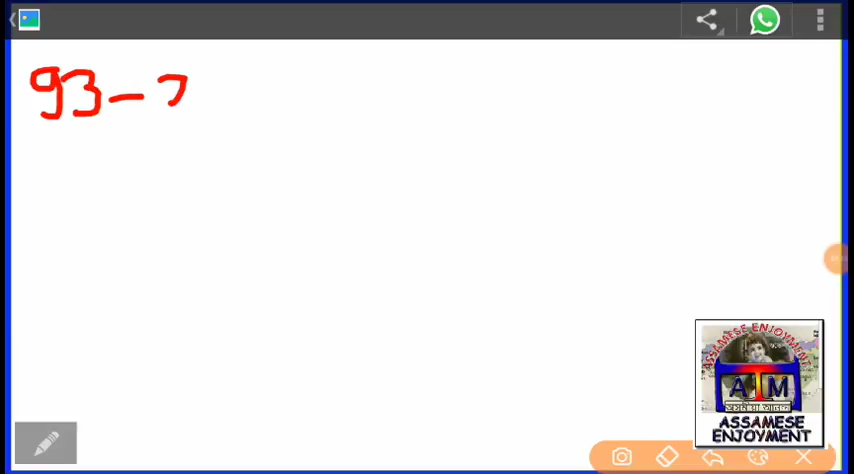 93-7
ASSAMESE ENJOYMENT
ATM
ASSAMESE
ENJOYMENT